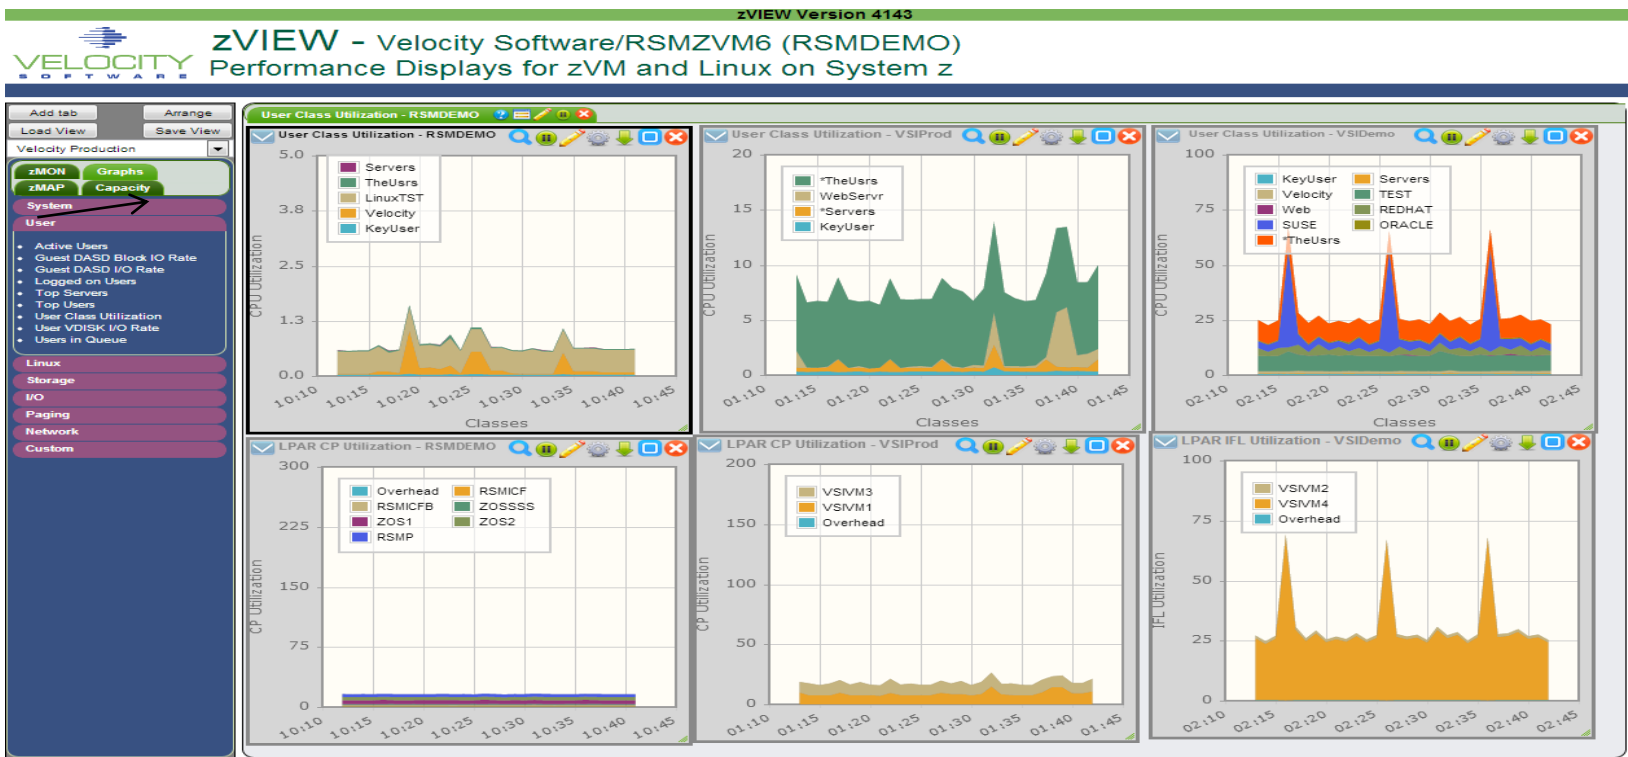 zVIEW Version 4143
VELOCITY
SOFTWARE
zVIEW - Velocity Software/RSMZVM6 (RSMDEMO)
Performance Displays for zVM and Linux on System z
Add tab
Arrange
Load View
Save View
Velocity Production
zMON
Graphs
zMAP
Capacity
System
User
Active Users
Guest DASD Block IO Rate
Guest DASD I/O Rate
Logged on Users
Top Servers
Top Users
User Class Utilization
User VDISK I/O Rate
Users in Queue
Linux
Storage
I/O
Paging
Network
Custom
User Class Utilization - RSMDEMO
User Class Utilization - RSMDEMO
5.0
3.8
2.5
1.3
0.0
CPU Utilization
Servers
TheUsrs
LinuxTST
Velocity
KeyUser
10:10
10:15
10:20
10:25
10:30
10:35
10:40
10:45
Classes
User Class Utilization - VSIProd
20
15
10
5
0
CPU Utilization
*TheUsrs
WebServr
*Servers
KeyUser
01:10
01:15
01:20
01:25
01:30
01:35
01:40
01:45
Classes
User Class Utilization - VSIDemo
100
75
50
25
0
CPU Utilization
KeyUser
Servers
Velocity
TEST
Web
REDHAT
SUSE
ORACLE
*TheUsrs
02:10
02:15
02:20
02:25
02:30
02:35
02:40
02:45
Classes
LPAR CP Utilization - RSMDEMO
300
225
150
75
0
CP Utilization
Overhead
RSMICF
RSMICFB
ZOSSSS
ZOS1
ZOS2
RSMP
10:10
10:15
10:20
10:25
10:30
10:35
10:40
10:45
LPAR CP Utilization - VSIProd
200
150
100
50
0
CP Utilization
VSIVM3
VSIVM1
Overhead
01:10
01:15
01:20
01:25
01:30
01:35
01:40
01:45
LPAR IFL Utilization - VSIDemo
100
75
50
25
0
IFL Utilization
VSIVM2
VSIVM4
Overhead
02:10
02:15
02:20
02:25
02:30
02:35
02:40
02:45